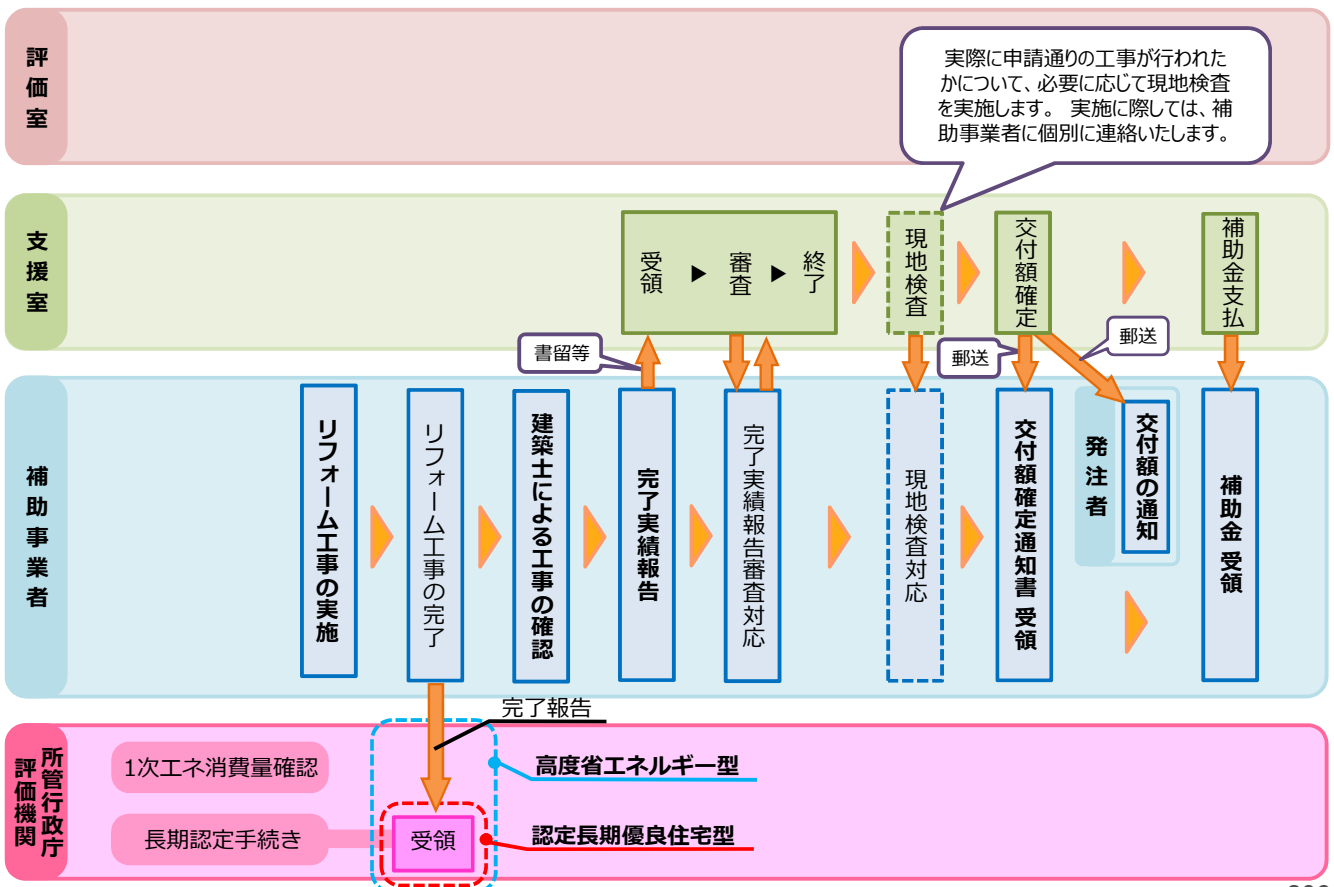 評価室
実際に申請通りの工事が行われた
かについて、必要に応じて現地検査
を実施します。 実施に際しては、補
助事業者に個別に連絡いたします。
支援室
受領
▶
審査
▶
終了
現地検査
交付額確定
補助金支払
書留等
郵送
郵送
補助事業者
リフォーム工事の実施
リフォーム工事の完了
建築士による工事の確認
完了実績報告
完了実績報告審査対応
現地検査対応
交付額確定通知書 受領
発注者
交付額の通知
補助金 受領
所管行政庁
評価機関
完了報告
1次エネ消費量確認
高度省エネルギー型
長期認定手続き
受領
認定長期優良住宅型